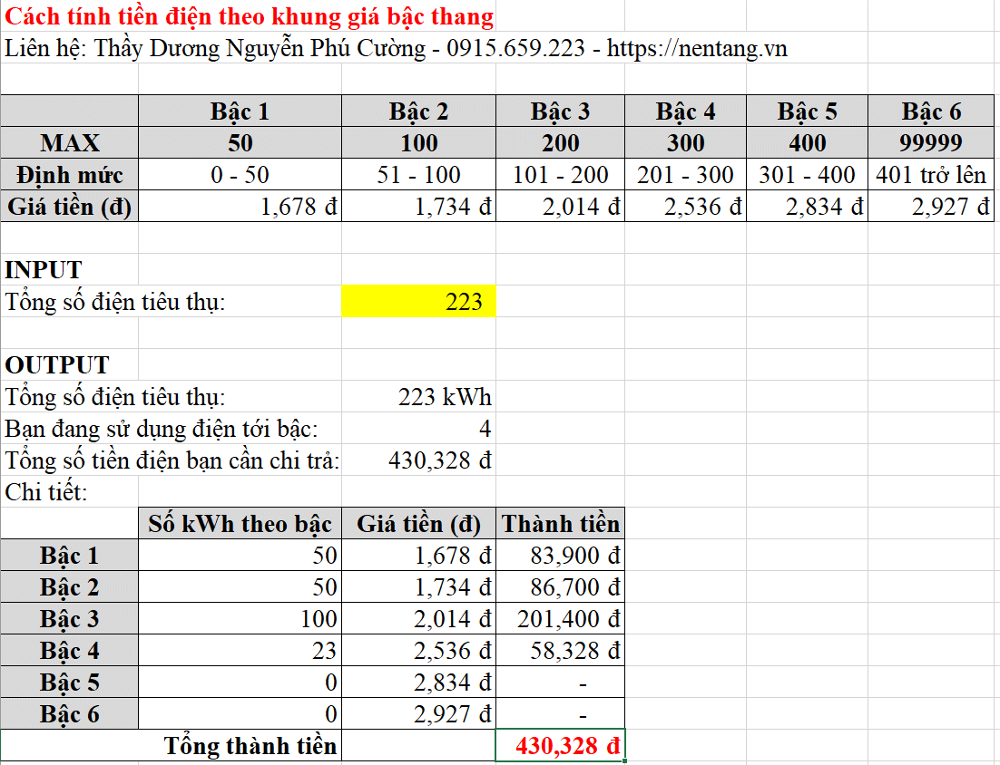 Cách tính tiền điện theo khung giá bậc thang
Liên hệ: Thầy Dương Nguyễn Phú Cường - 0915.659.223 - https://nentang.vn
Bậc 1 Bậc 2 Bậc 3 Bậc 4 Bậc 5 Bậc 6
MAX 50 100 200 300 400 99999
Định mức 0 - 50 51 - 100 101 - 200 201 - 300 301 - 400 401 trở lên
Giá tiền (đ) 1,678 đ 1,734 đ 2,014 đ 2,536 đ 2,834 đ 2,927 đ
INPUT
Tổng số điện tiêu thụ: 223
OUTPUT
Tổng số điện tiêu thụ: 223 kWh
Bạn đang sử dụng điện tới bậc: 4
Tổng số tiền điện bạn cần chi trả: 430,328 đ
Chi tiết:
Số kWh theo bậc Giá tiền (đ) Thành tiền
Bậc 1 50 1,678 đ 83,900 đ
Bậc 2 50 1,734 đ 86,700 đ
Bậc 3 100 2,014 đ 201,400 đ
Bậc 4 23 2,536 đ 58,328 đ
Bậc 5 0 2,834 đ -
Bậc 6 0 2,927 đ -
Tổng thành tiền 430,328 đ